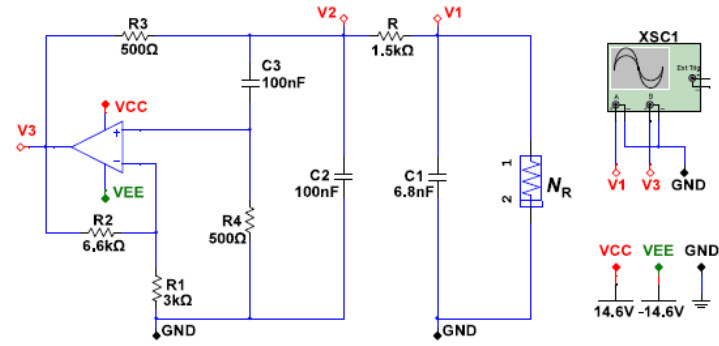 R3
500Ω
V2
R
1.5kΩ
V1
XSC1
Ext Trig
A
B
C3
100nF
VCC
V3
VEE
R2
6.6kΩ
R4
500Ω
C2
100nF
C1
6.8nF
1
2
NR
V1
V3
GND
R1
3kΩ
GND
GND
VCC
VEE
GND
14.6V
-14.6V